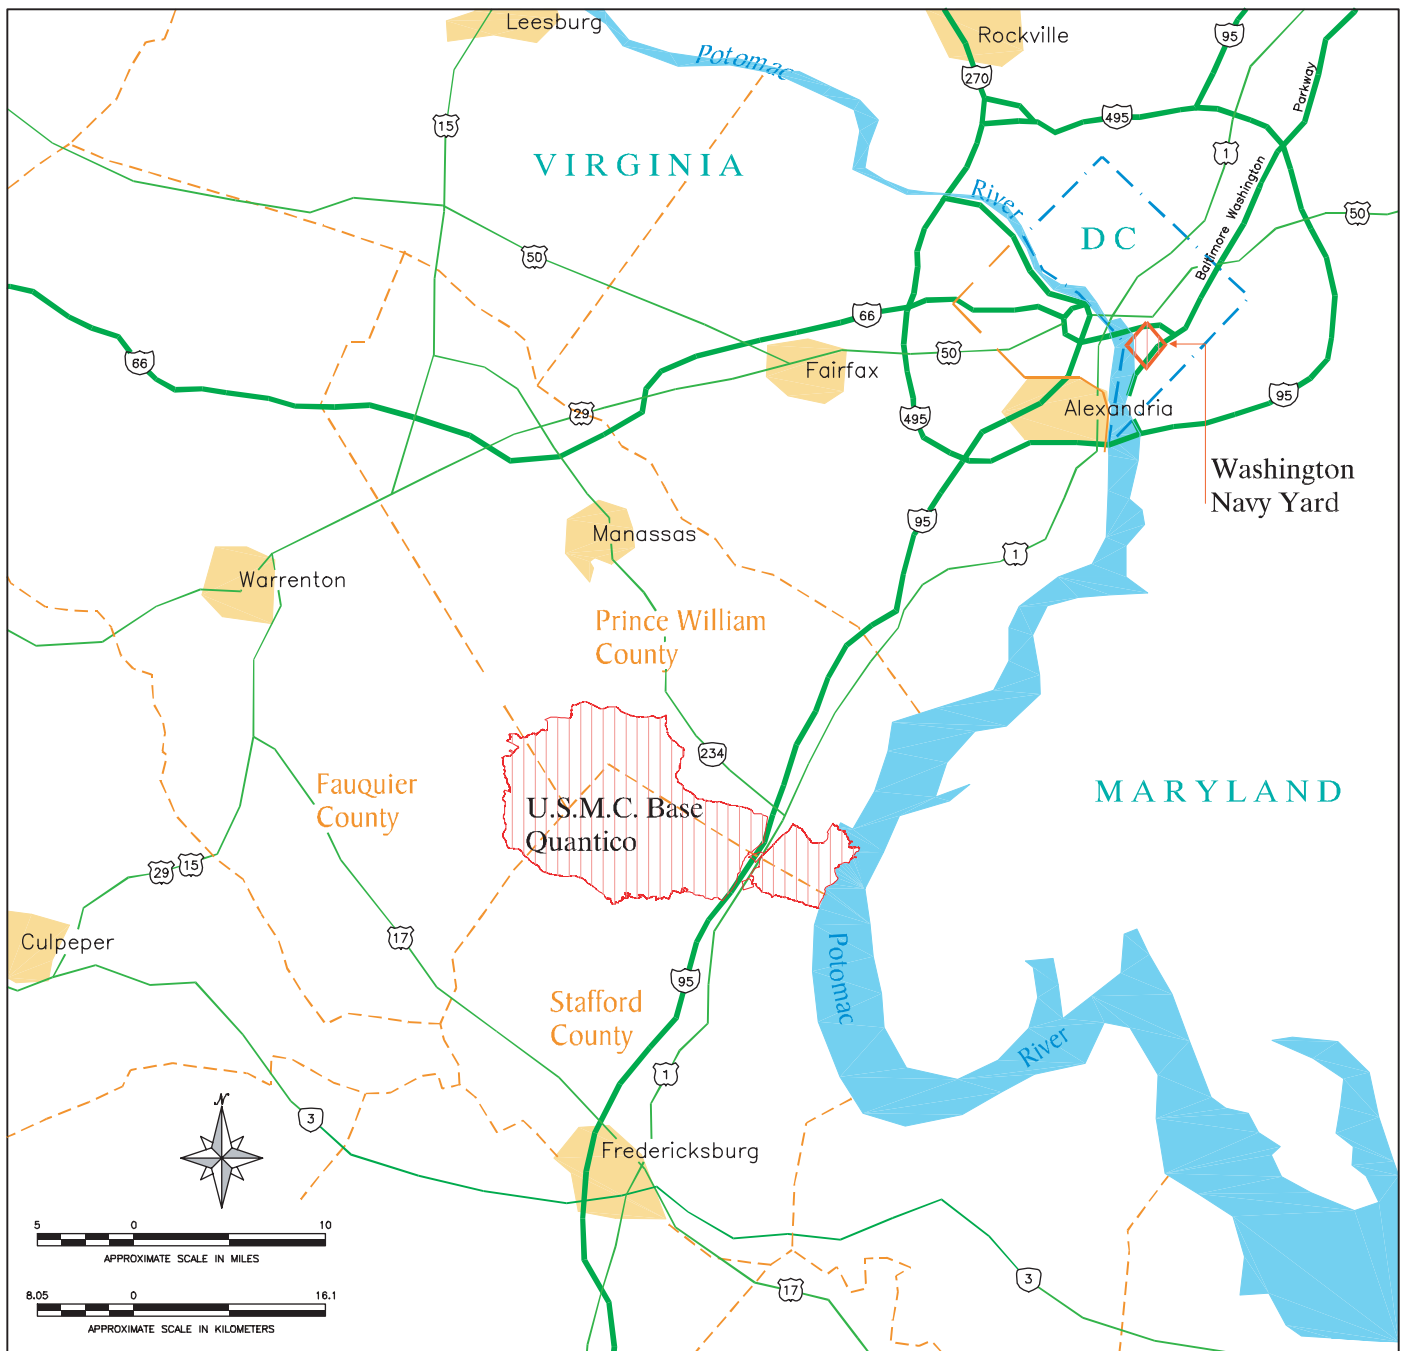 Leesburg
Rockville
95
Potomac
270
Parkway
495
15
1
VIRGINIA
Baltimore Washington
River
50
DC
50
66
66
50
Fairfax
95
29
495
Alexandria
Washington
Navy Yard
95
Manassas
1
Warrenton
Prince William
County
234
Fauquier
County
MARYLAND
U.S.M.C. Base
Quantico
29
15
17
Culpeper
Potomac
95
Stafford
County
River
1
N
3
Fredericksburg
5 0 10
APPROXIMATE SCALE IN MILES
3
17
8.05 0 16.1
APPROXIMATE SCALE IN KILOMETERS